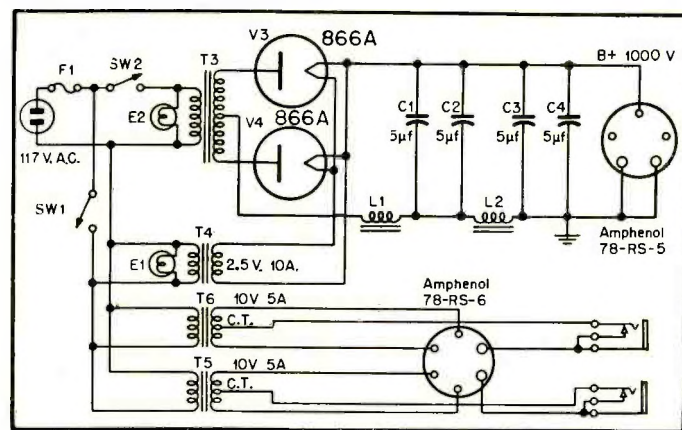 F1
SW2
T3
V3
866A
B+ 1000 V
E2
V4
866A
C1
5µf
C2
5µf
C3
5µf
C4
5µf
117 V. A.C.
SW1
L1
L2
Amphenol
78-RS-5
T4
E1
2.5 V. 10A.
Amphenol
78-RS-6
T6
10V 5A
C.T.
T5
10V 5A
C.T.